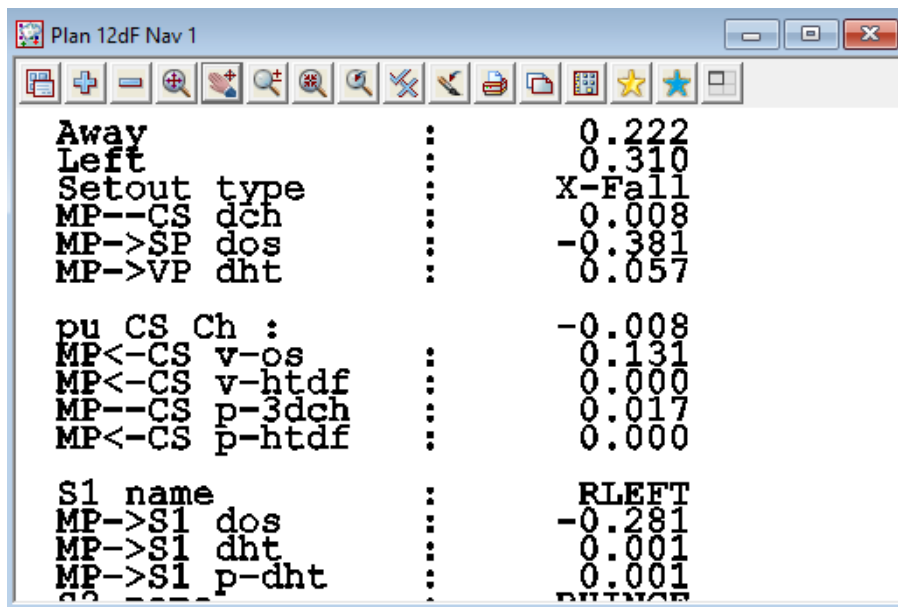 Plan 12dF Nav 1
Away : 0.222
Left : 0.310
Setout type : X-Fall
MP--CS dch : 0.008
MP->SP dos : -0.381
MP->VP dht : 0.057
pu CS Ch : -0.008
MP<-CS v-os : 0.131
MP<-CS v-htdf : 0.000
MP--CS p-3dch : 0.017
MP<-CS p-htdf : 0.000
S1 name : RLEFT
MP->S1 dos : -0.281
MP->S1 dht : 0.001
MP->S1 p-dht : 0.001